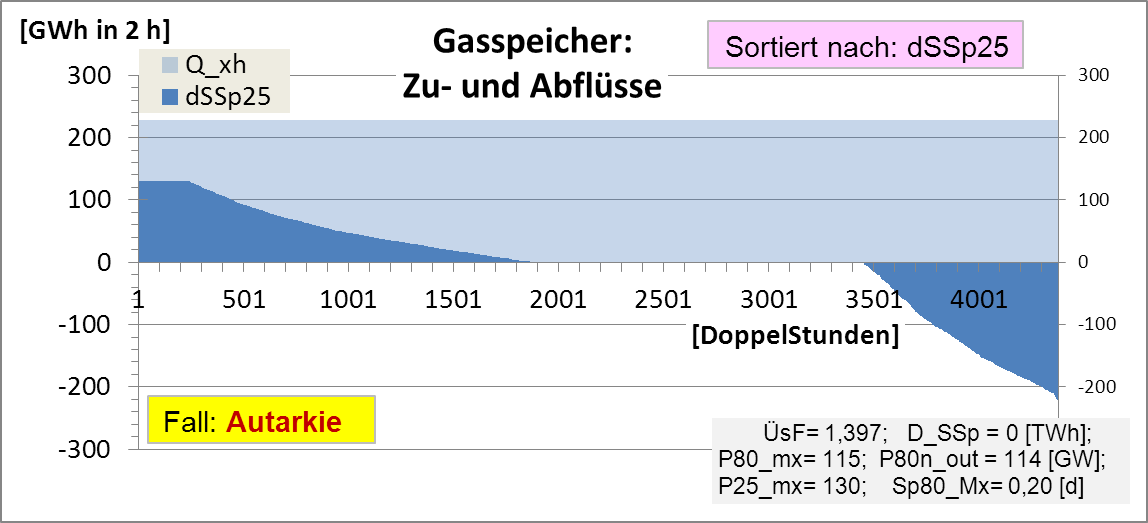 [GWh in 2 h]
Gasspeicher:
Zu- und Abflüsse
Sortiert nach: dSSp25
Q_xh
dSSp25
300
200
100
0
-100
-200
-300
300
200
100
0
-100
-200
1 501 1001 1501 2001 2501 3001 3501 4001
[DoppelStunden]
Fall: Autarkie
ÜsF= 1,397; D_SSp = 0 [TWh];
P80_mx= 115; P80n_out = 114 [GW];
P25_mx= 130; Sp80_Mx= 0,20 [d]